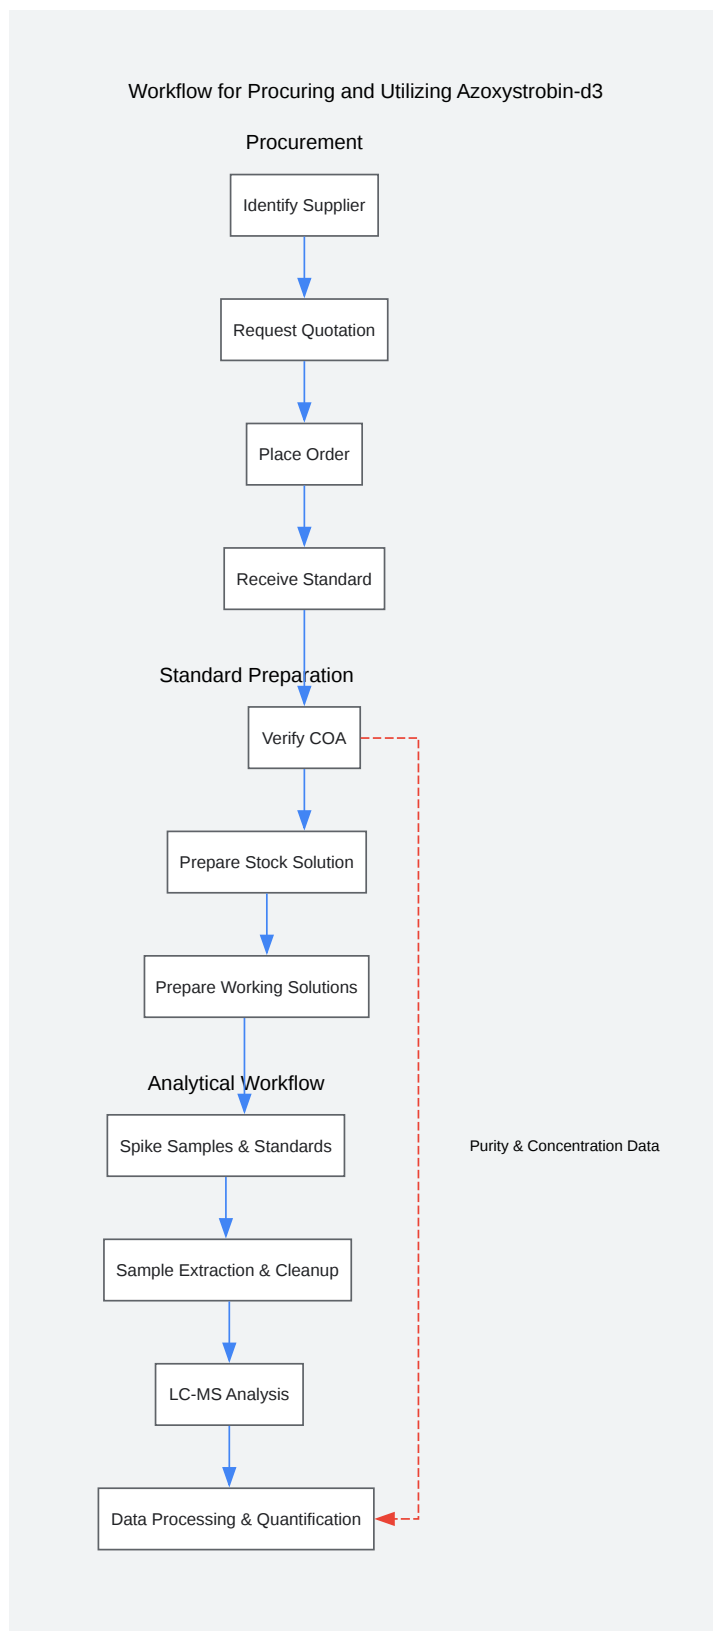 Workflow for Procuring and Utilizing Azoxystrobin-d3
Procurement
Identify Supplier
Request Quotation
Place Order
Receive Standard
Standard Preparation
Verify COA
Prepare Stock Solution
Prepare Working Solutions
Analytical Workflow
Spike Samples & Standards
Purity & Concentration Data
Sample Extraction & Cleanup
LC-MS Analysis
Data Processing & Quantification